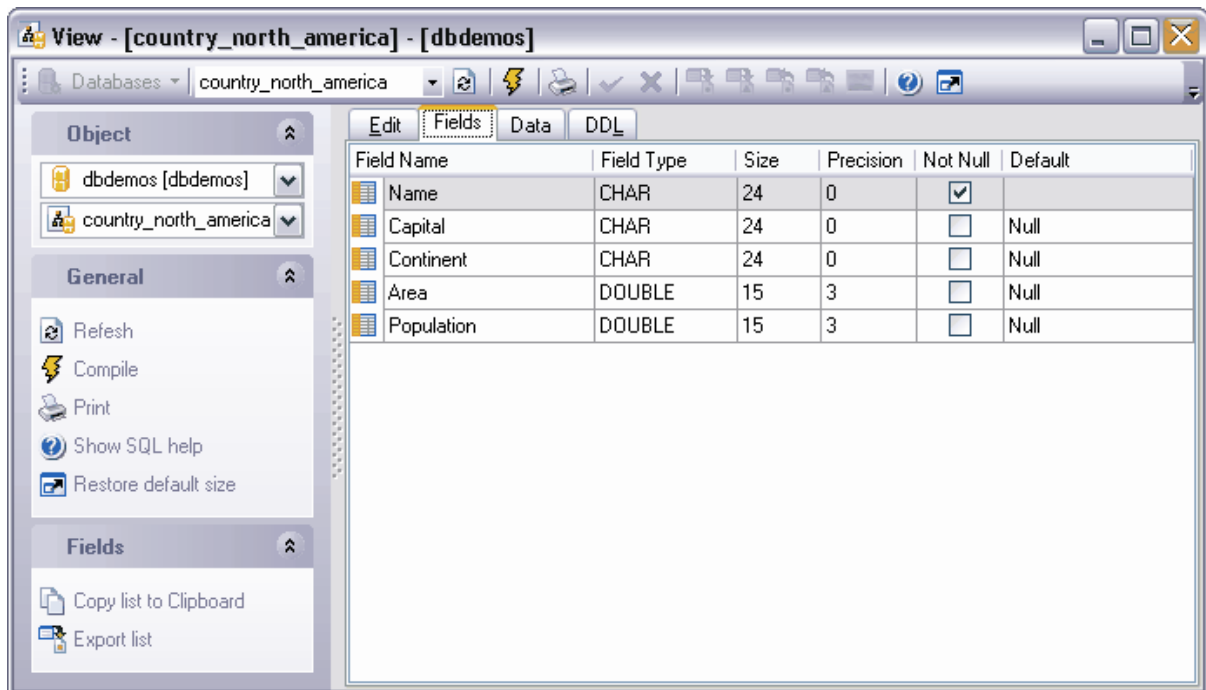 View - [country_north_america] - [dbdemos]
Databases country_north_america
Object
dbdemos [dbdemos]
country_north_america
General
Refesh
Compile
Print
Show SQL help
Restore default size
Fields
Copy list to Clipboard
Export list
Edit Fields Data DDL
Field Name Field Type Size Precision Not Null Default
Name CHAR 24 0
Capital CHAR 24 0 Null
Continent CHAR 24 0 Null
Area DOUBLE 15 3 Null
Population DOUBLE 15 3 Null